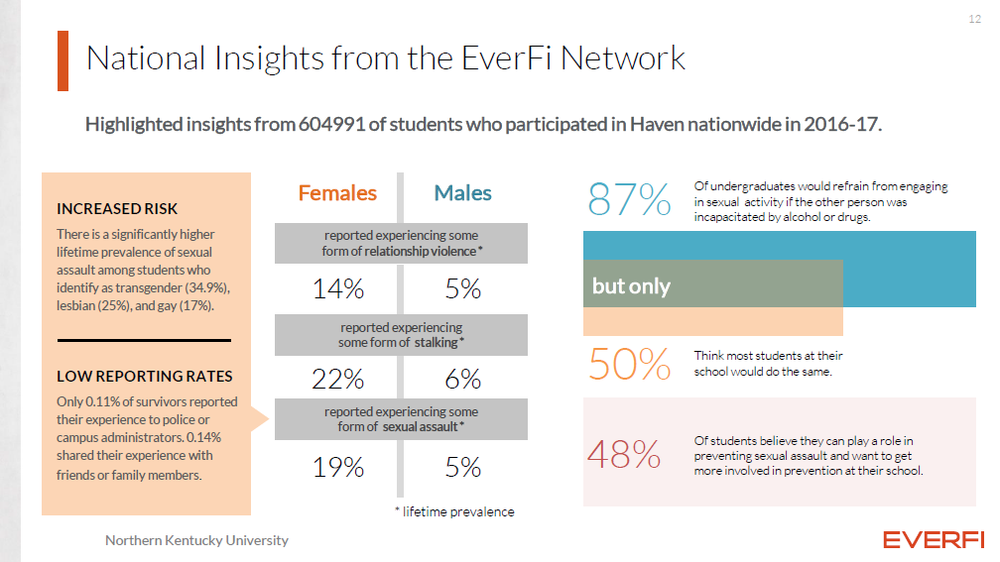 12
National Insights from the EverFi Network
Highlighted insights from 604991 of students who participated in Haven nationwide in 2016-17.
INCREASED RISK
There is a significantly higher
lifetime prevalence of sexual
assault among students who
identify as transgender (34.9%),
lesbian (25%), and gay (17%).
LOW REPORTING RATES
Only 0.11% of survivors reported
their experience to police or
campus administrators. 0.14%
shared their experience with
friends or family members.
Females Males
reported experiencing some
form of relationship violence *
14% 5%
reported experiencing
some form of stalking *
22% 6%
reported experiencing some
form of sexual assault *
19% 5%
* lifetime prevalence
87%
Of undergraduates would refrain from engaging
in sexual activity if the other person was
incapacitated by alcohol or drugs.
but only
50%
Think most students at their
school would do the same.
48%
Of students believe they can play a role in
preventing sexual assault and want to get
more involved in prevention at their school.
Northern Kentucky University
EVERFI